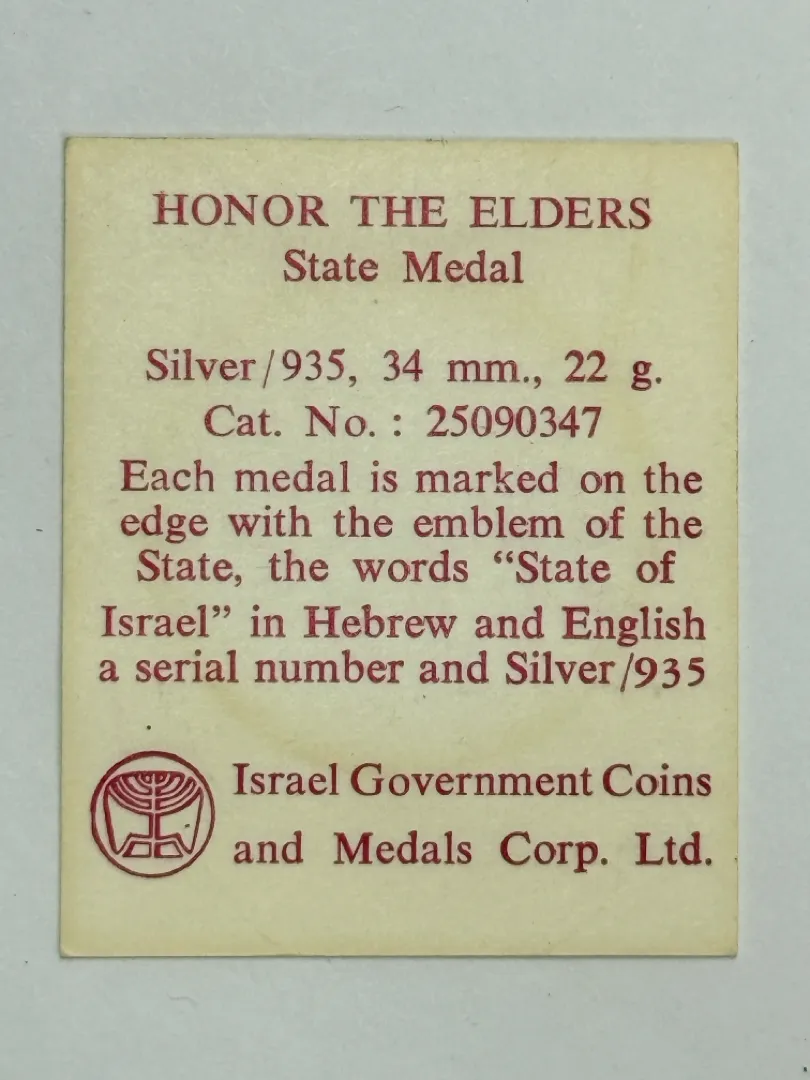 HONOR THE ELDERS
State Medal
Silver/935, 34 mm., 22 g.
Cat. No. : 25090347
Each medal is marked on the
edge with the emblem of the
State, the words “State of
Israel” in Hebrew and English
a serial number and Silver/935
Israel Government Coins
and Medals Corp. Ltd.